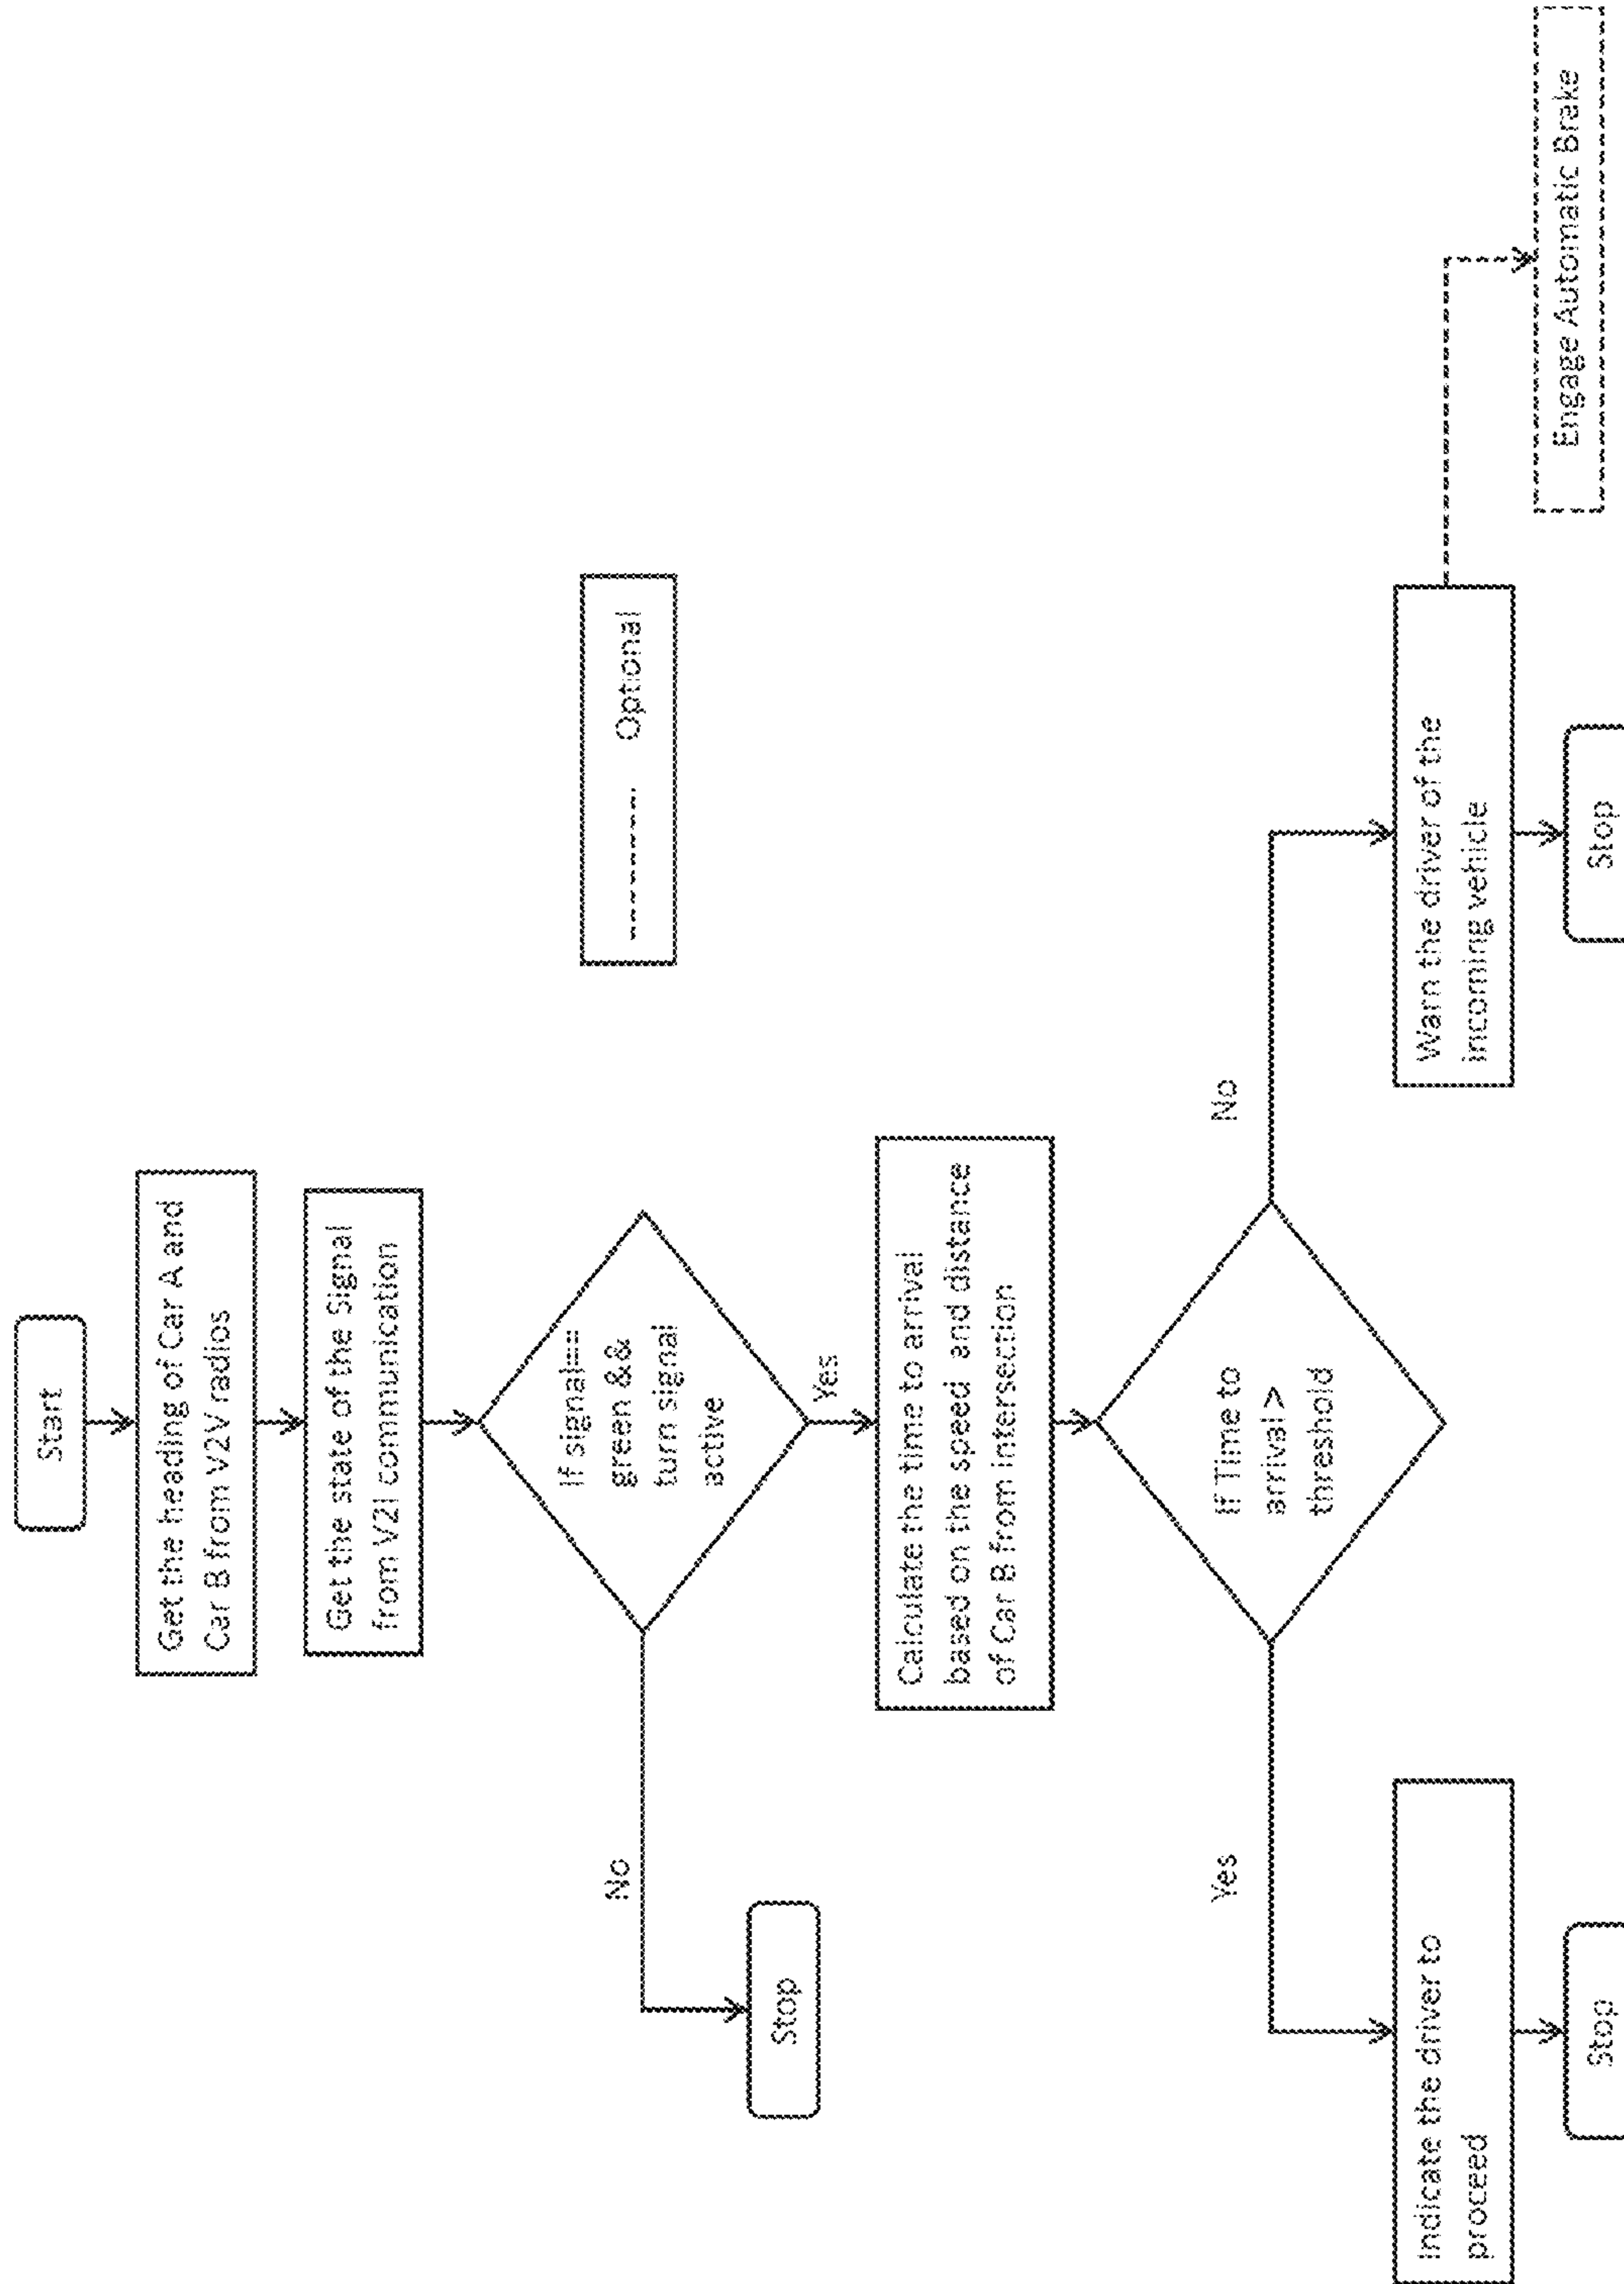 Start
Get the heading of Car A and
Car B from V2V radios
Get the state of the Signal
from V2I communication
If signal==
green &&
turn signal
active
No
Yes
Stop
Optional
Calculate the time to arrival
based on the speed and distance
of Car B from intersection
If Time to
arrival >
threshold
Yes
No
Indicate the driver to
proceed
Warn the driver of the
incoming vehicle
Engage Automatic Brake
Stop
Stop